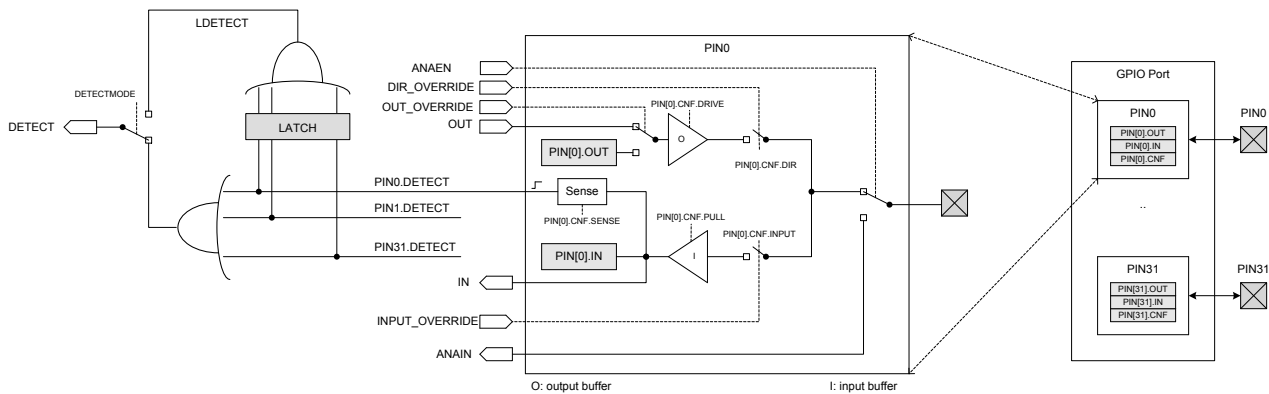 LDETECT
PIN0
ANAEN
GPIO Port
DETECTMODE
DIR_OVERRIDE
OUT_OVERRIDE
PIN[0].CNF.DRIVE
PIN0
PIN0
OUT
DETECT
LATCH
O
PIN[0].OUT
PIN[0].OUT
PIN[0].IN
PIN[0].CNF
PIN[0].CNF.DIR
PIN0.DETECT
Sense
PIN[0].CNF.SENSE
PIN1.DETECT
PIN[0].CNF.PULL
..
PIN[0].CNF.INPUT
PIN31.DETECT
PIN[0].IN
I
PIN31
PIN31
IN
PIN[31].OUT
PIN[31].IN
PIN[31].CNF
INPUT_OVERRIDE
ANAIN
O: output buffer
I: input buffer